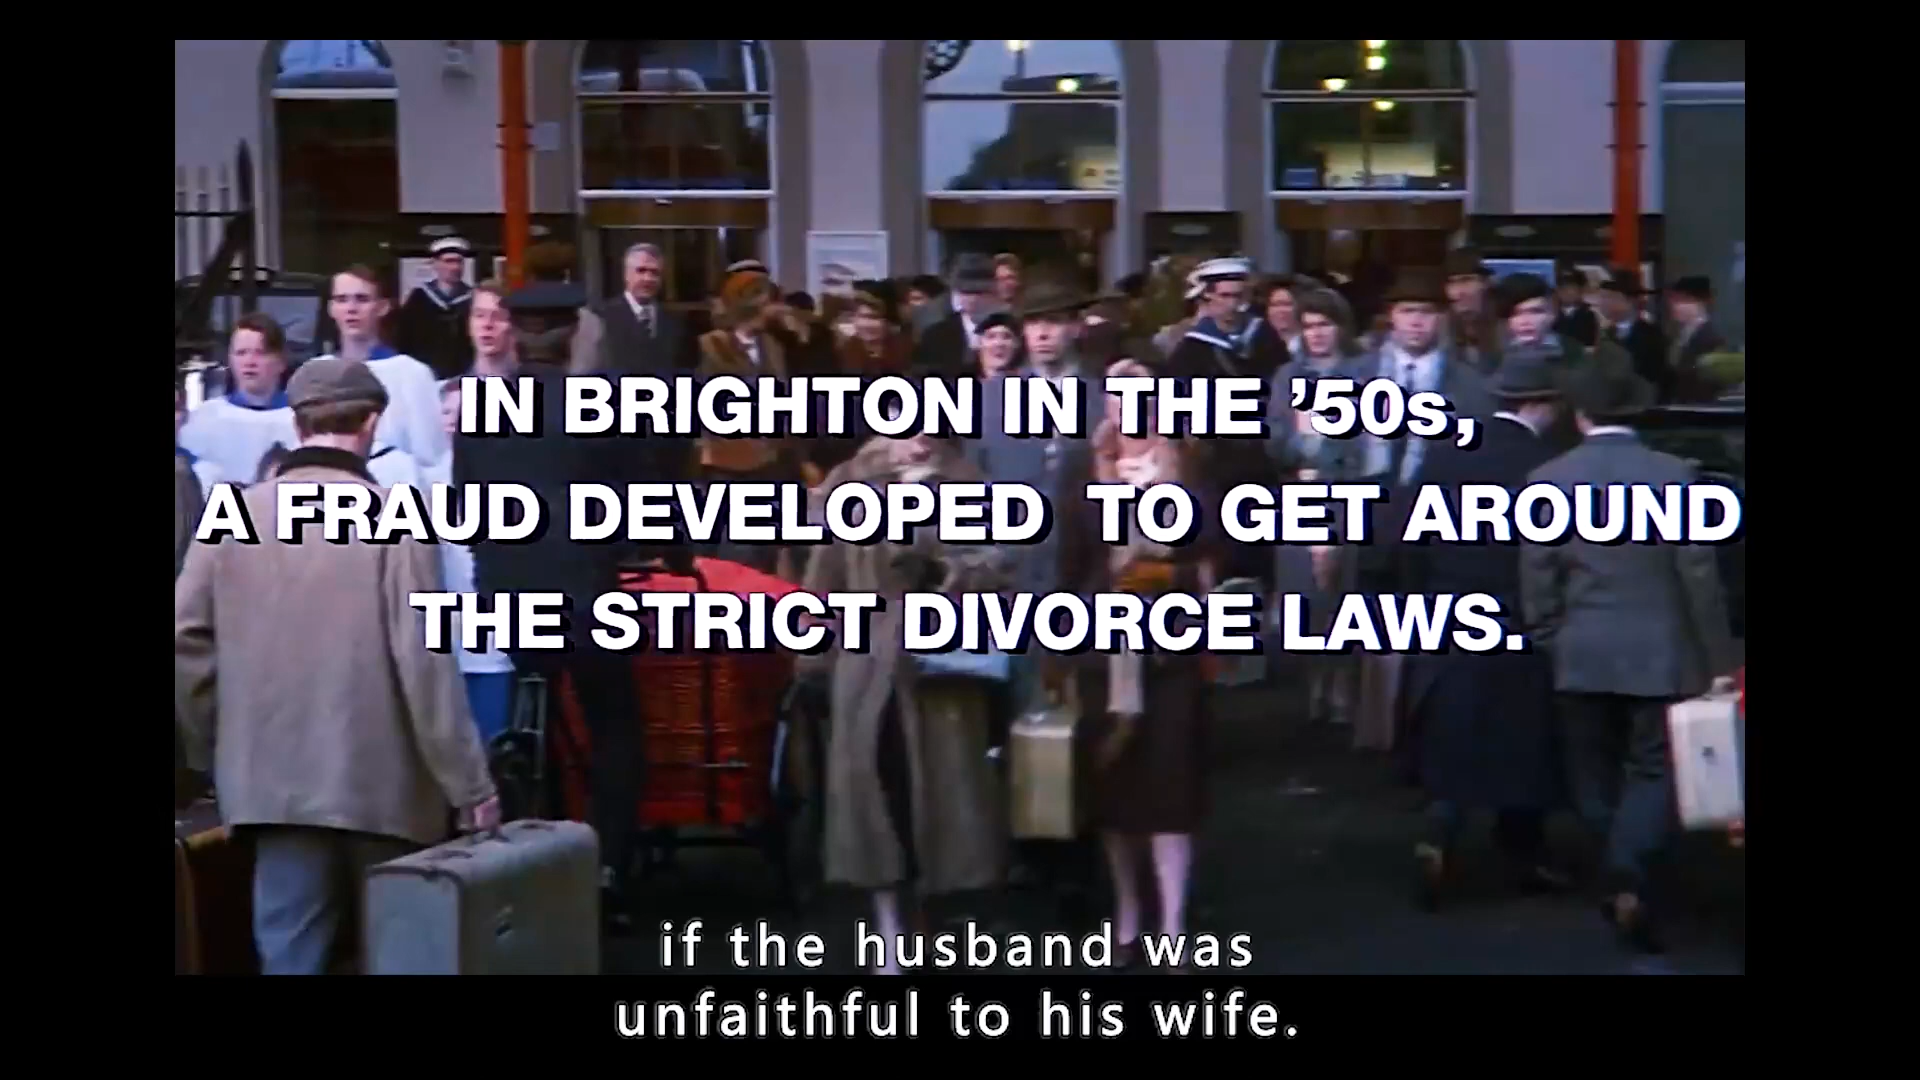 IN BRIGHTON IN THE ’50s,
A FRAUD DEVELOPED TO GET AROUND
THE STRICT DIVORCE LAWS.
if the husband was
unfaithful to his wife.